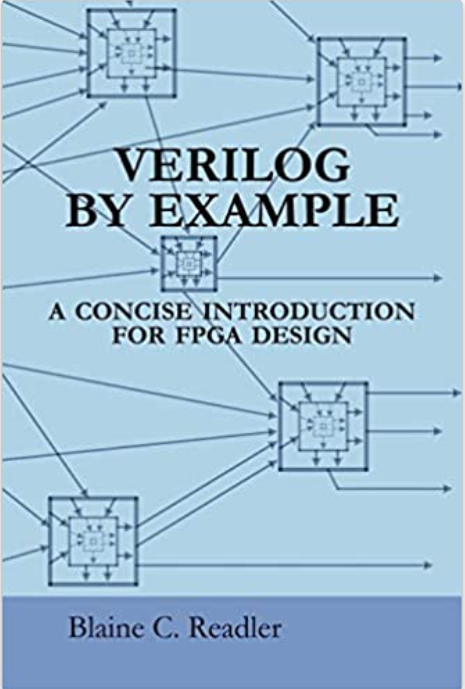 VERILOG
BY EXAMPLE
A CONCISE INTRODUCTION
FOR FPGA DESIGN
Blaine C. Readler